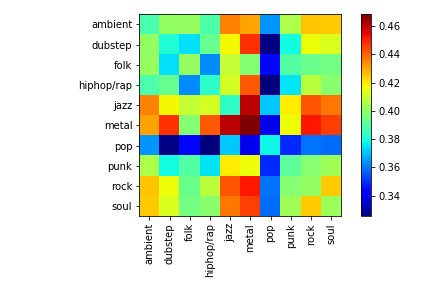 ambient
dubstep
folk
hiphop/rap
jazz
metal
pop
punk
rock
soul
ambient
dubstep
folk
hiphop/rap
jazz
metal
pop
punk
rock
soul
0.46
0.44
0.42
0.40
0.38
0.36
0.34